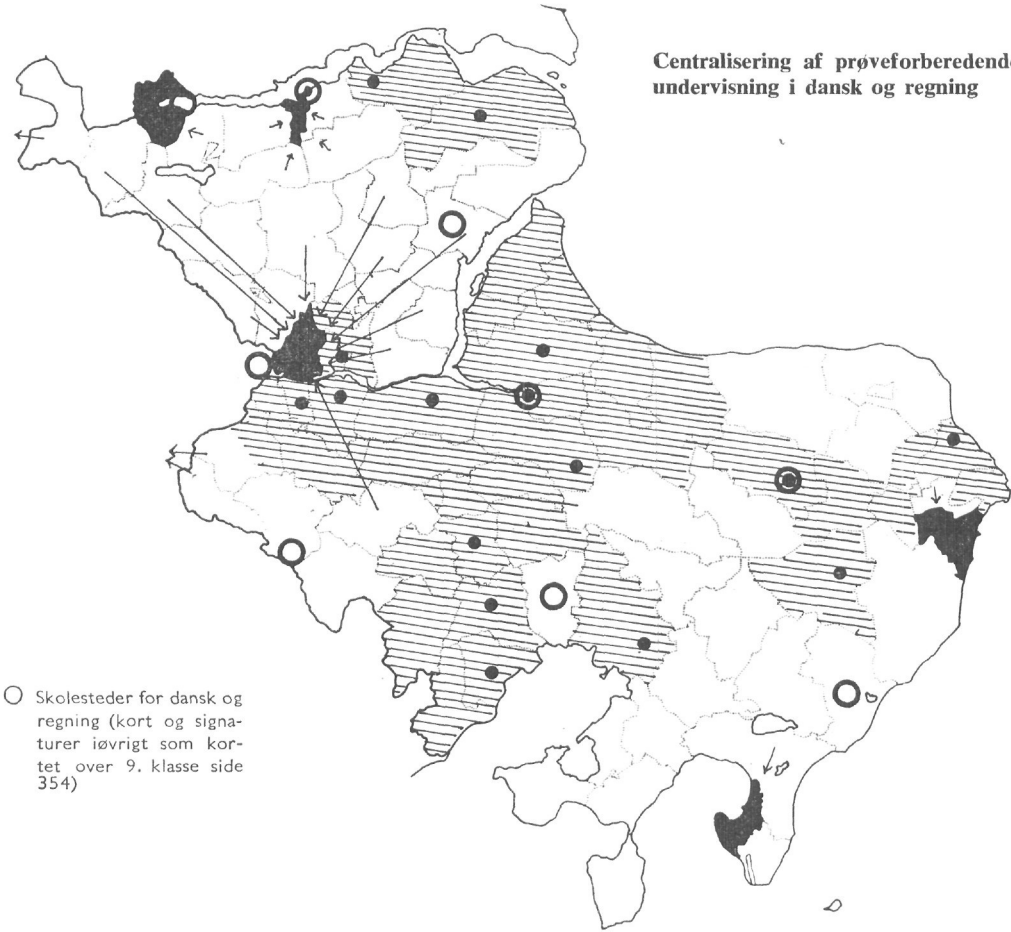 Centralisering af prøveforberedende
undervisning i dansk og regning
Skolesteder for dansk og
regning (kort og signa-
turer iøvrigt som kor-
tet over 9. klasse side
354)